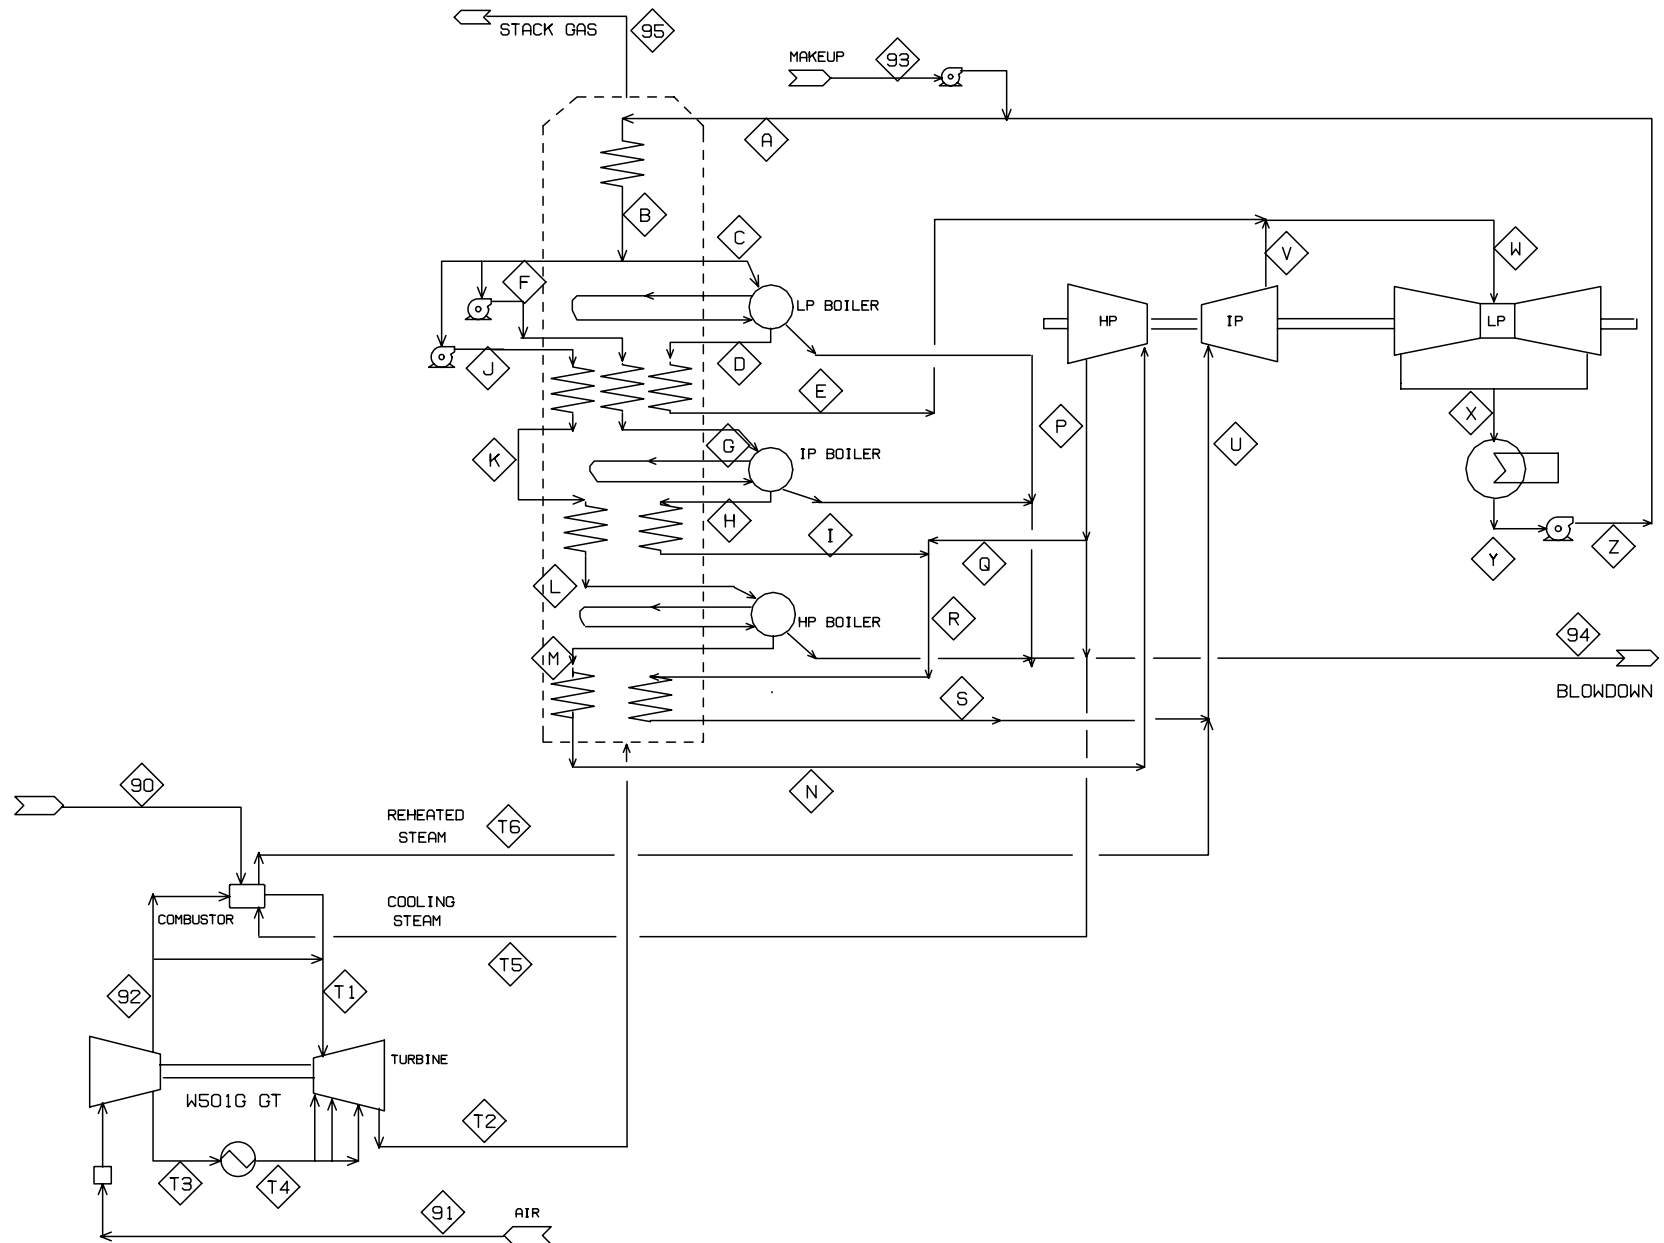 95
STACK GAS
MAKEUP
93
A
B
C
F
LP BOILER
V
W
HP
IP
LP
J
D
E
P
U
X
K
G
IP BOILER
H
I
Q
Y
Z
L
R
HP BOILER
94
M
S
BLOWDOWN
N
90
REHEATED
STEAM
T6
COMBUSTOR
COOLING
STEAM
T5
92
T1
TURBINE
W501G GT
T2
T3
T4
91
AIR